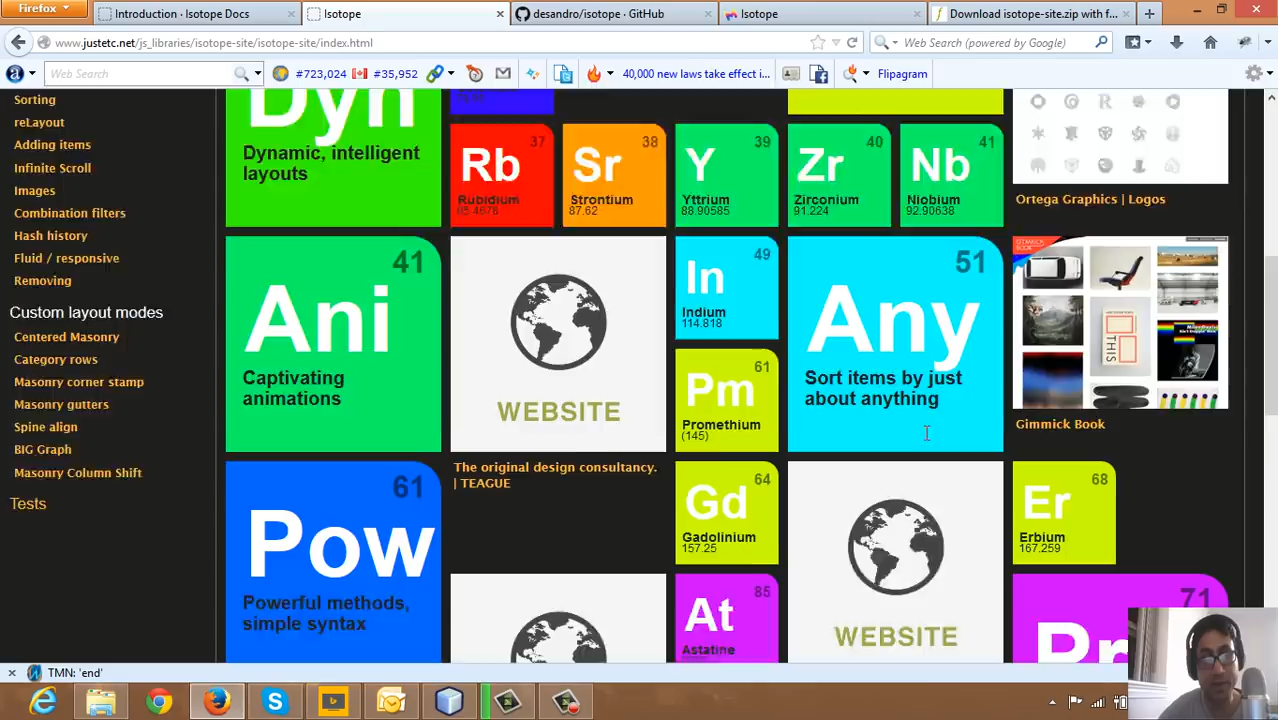 Firefox
Introduction · Isotope Docs
Isotope
desandro/isotope · GitHub
Isotope
Download isotope-site.zip with f...
www.justetc.net/js_libraries/isotope-site/isotope-site/index.html
Web Search (powered by Google)
Web Search
#723,024
#35,952
40,000 new laws take effect i...
Flipagram
Sorting
reLayout
Adding items
Infinite Scroll
Images
Combination filters
Hash history
Fluid / responsive
Removing
Custom layout modes
Centered Masonry
Category rows
Masonry corner stamp
Masonry gutters
Spine align
BIG Graph
Masonry Column Shift
Tests
Dyn
Dynamic, intelligent
layouts
37
Rb
Rubidium
85.4678
38
Sr
Strontium
87.62
39
Y
Yttrium
88.90585
40
Zr
Zirconium
91.224
41
Nb
Niobium
92.90638
Ortega Graphics | Logos
41
Ani
Captivating
animations
WEBSITE
The original design consultancy.
| TEAGUE
49
In
Indium
114.818
61
Pm
Promethium
(145)
51
Any
Sort items by just
about anything
GIMMICK
BOOK
THIS
Gimmick Book
61
Pow
Powerful methods,
simple syntax
64
Gd
Gadolinium
157.25
85
At
Astatine
WEBSITE
68
Er
Erbium
167.259
71
TMN: 'end'